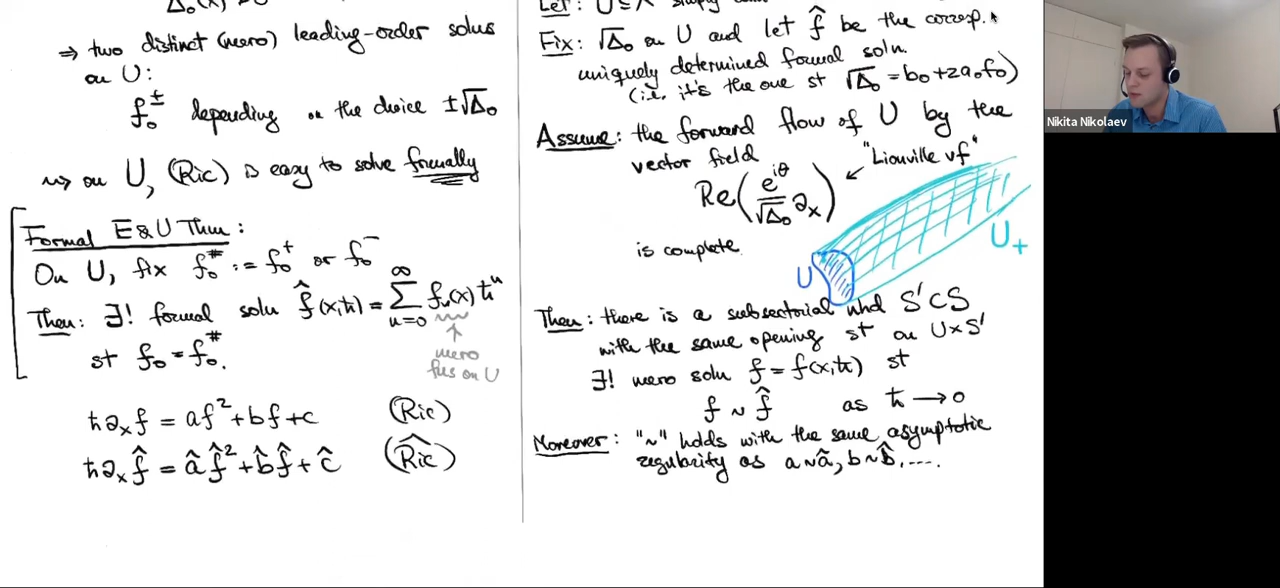 Δ₀(x)
⇒ two distinct (mero) leading-order solns
on U:
f₀^± depending on the choice ±√Δ₀
⇝ on U, (Ric) is easy to solve formally
Formal E&U Thm:
On U, fix f₀^# := f₀⁺ or f₀⁻
Then: ∃! formal soln f̂(x,ħ) = ∑_{n=0}^∞ fₙ(x) ħⁿ
st f₀ = f₀^#.
mero
fns on U
ħ∂ₓf = af² + bf + c (Ric)
ħ∂ₓf̂ = âf̂² + b̂f̂ + ĉ (R̂ic)
Let: U ⊆ X simply
Fix: √Δ₀ on U and let f̂ be the corresp.
uniquely determined formal soln.
(i.e. it's the one st √Δ₀ = b₀ + 2a₀f₀)
Assume: the forward flow of U by the
vector field
"Liouville vf"
Re(e^{iθ}/√Δ₀ ∂ₓ)
is complete.
U
U₊
Then: there is a subsectorial nhd S' ⊂ S
with the same opening st on U×S'
∃! mero soln f = f(x,ħ) st
f ~ f̂ as ħ → 0
Moreover: "~" holds with the same asymptotic
regularity as a~â, b~b̂, ....
Nikita Nikolaev